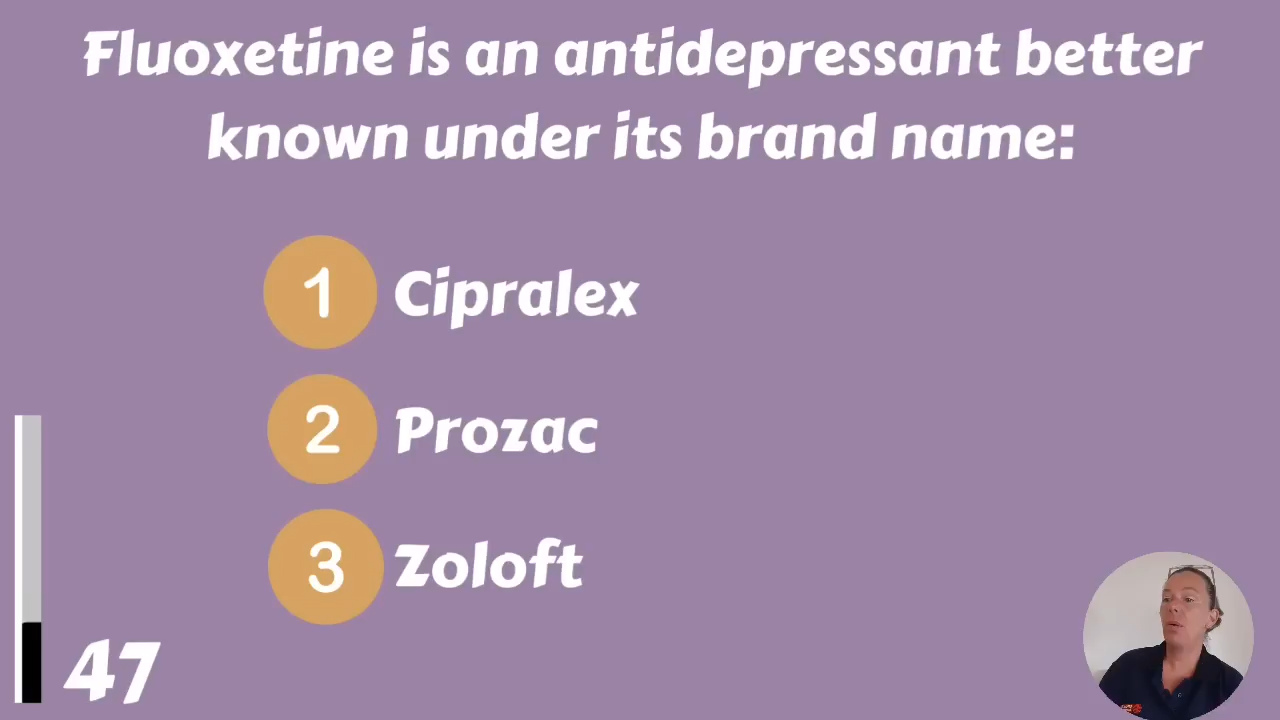 Fluoxetine is an antidepressant better
known under its brand name:
1 Cipralex
2 Prozac
3 Zoloft
47